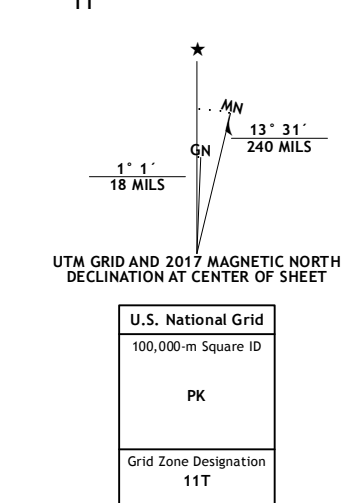 ★
MN
GN
13° 31´
240 MILS
1° 1´
18 MILS
UTM GRID AND 2017 MAGNETIC NORTH
DECLINATION AT CENTER OF SHEET
U.S. National Grid
100,000-m Square ID
PK
Grid Zone Designation
11T